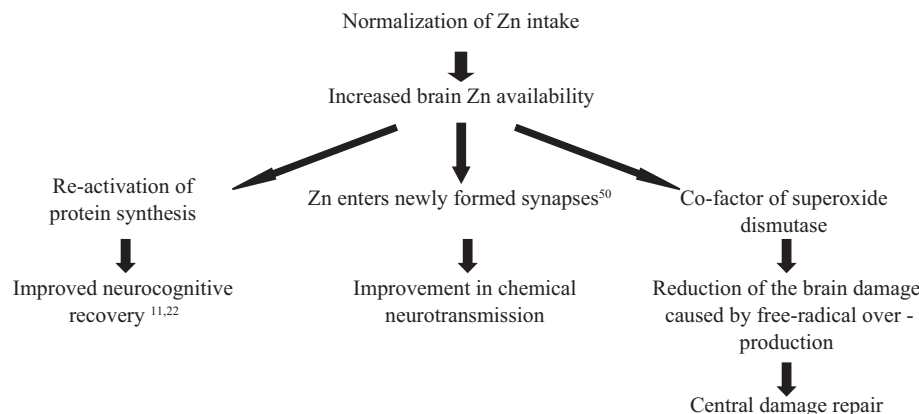 Normalization of Zn intake
Increased brain Zn availability
Re-activation of
protein synthesis
Zn enters newly formed synapses50
Co-factor of superoxide
dismutase
Improved neurocognitive
recovery 11,22
Improvement in chemical
neurotransmission
Reduction of the brain damage
caused by free-radical over -
production
Central damage repair